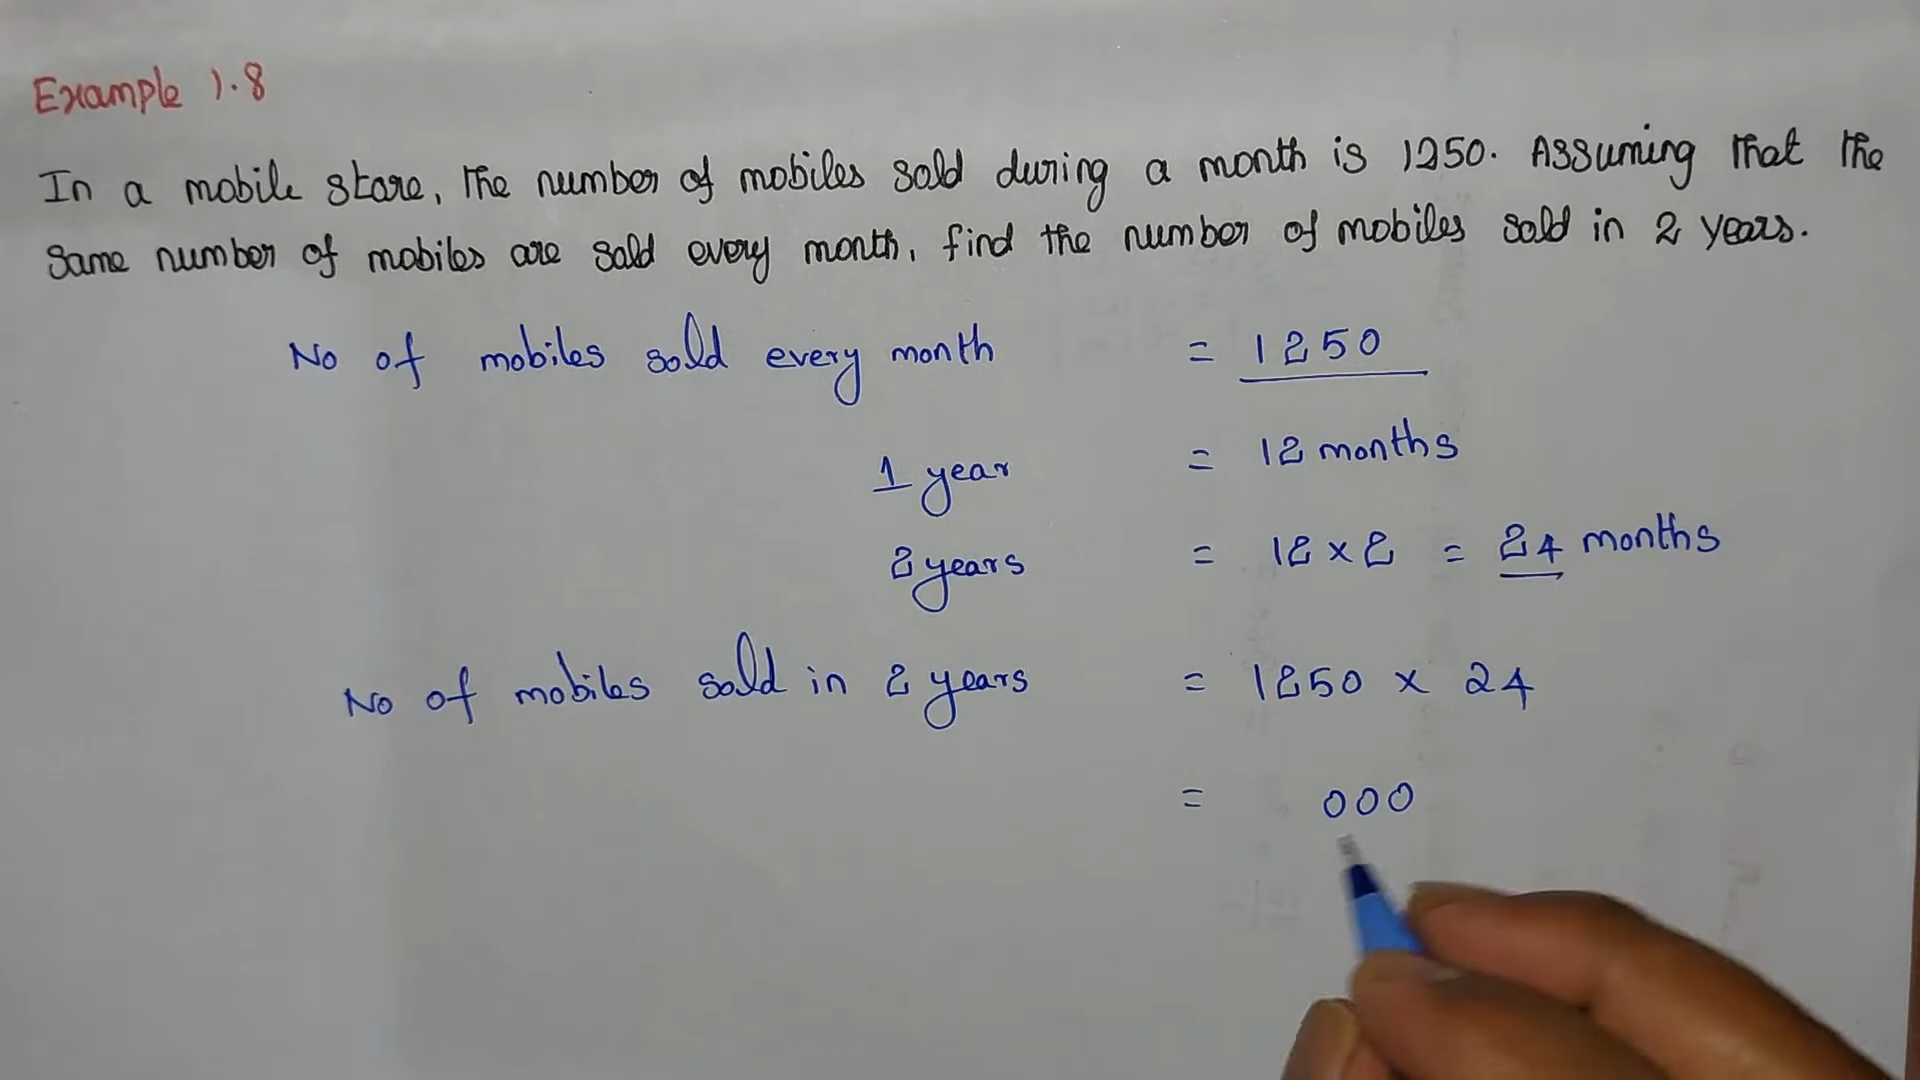 Example 1.8
In a mobile store, the number of mobiles sold during a month is 1250. Assuming that the
same number of mobiles are sold every month, find the number of mobiles sold in 2 years.
No of mobiles sold every month = 1250
1 year = 12 months
2 years = 12 × 2 = 24 months
No of mobiles sold in 2 years = 1250 × 24
= 000